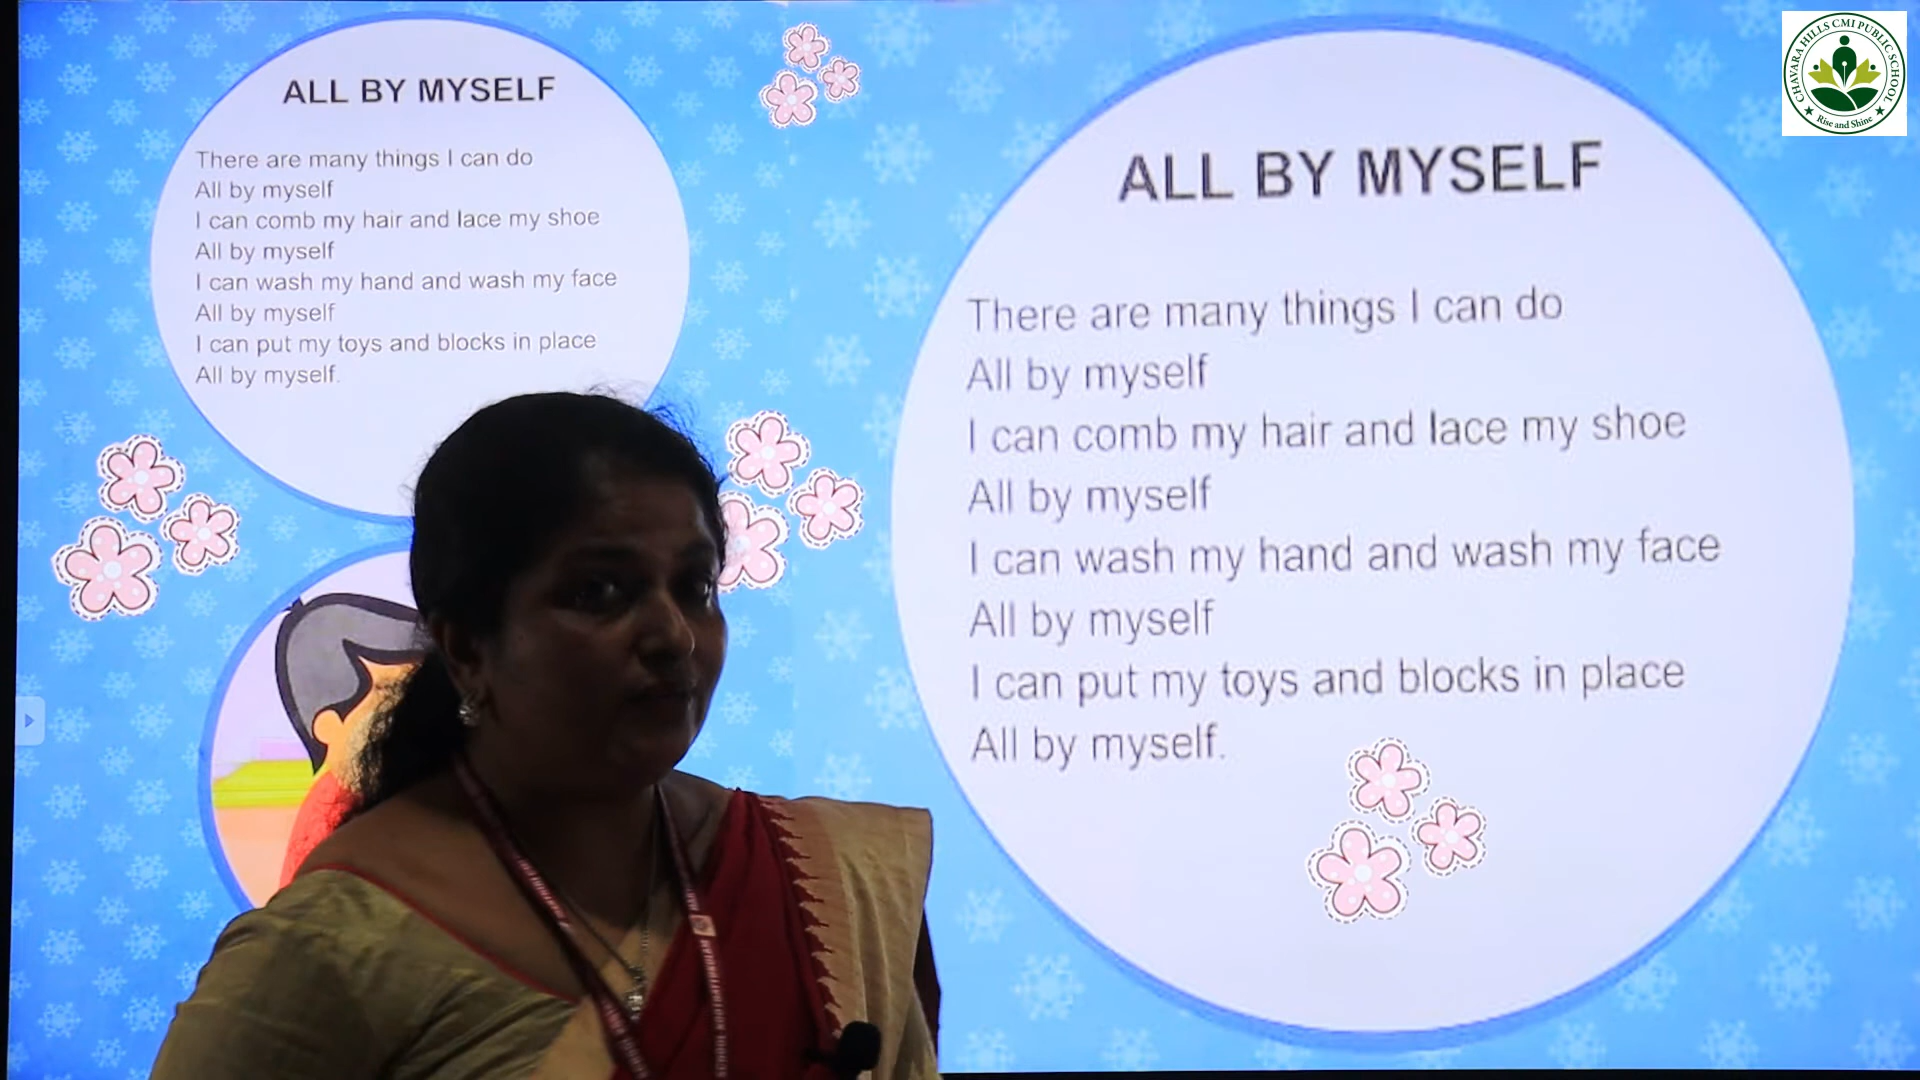 ALL BY MYSELF
There are many things I can do
All by myself
I can comb my hair and lace my shoe
All by myself
I can wash my hand and wash my face
All by myself
I can put my toys and blocks in place
All by myself.
ALL BY MYSELF
There are many things I can do
All by myself
I can comb my hair and lace my shoe
All by myself
I can wash my hand and wash my face
All by myself
I can put my toys and blocks in place
All by myself.
CHAVARA HILLS CMI PUBLIC SCHOOL
Rise and Shine